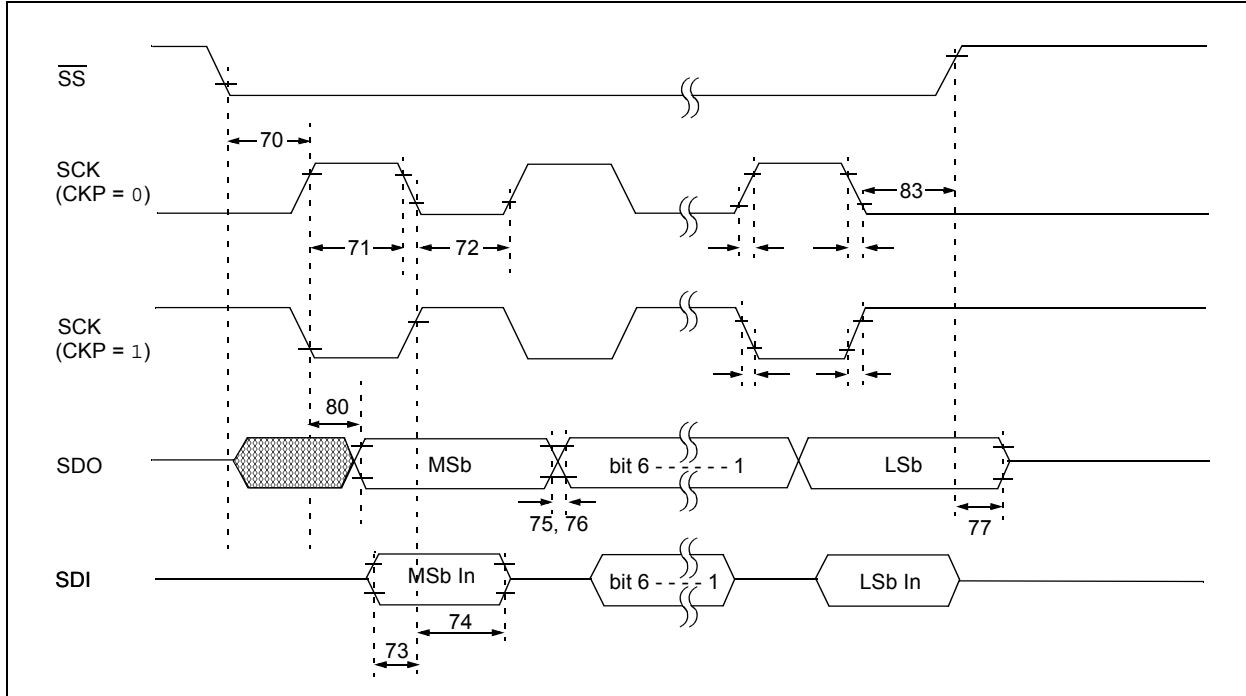 SS
70
SCK
(CKP = 0)
83
71
72
SCK
(CKP = 1)
80
SDO
MSb
bit 6 - - - - - - 1
LSb
75, 76
77
SDI
MSb In
bit 6 - - - - 1
LSb In
74
73